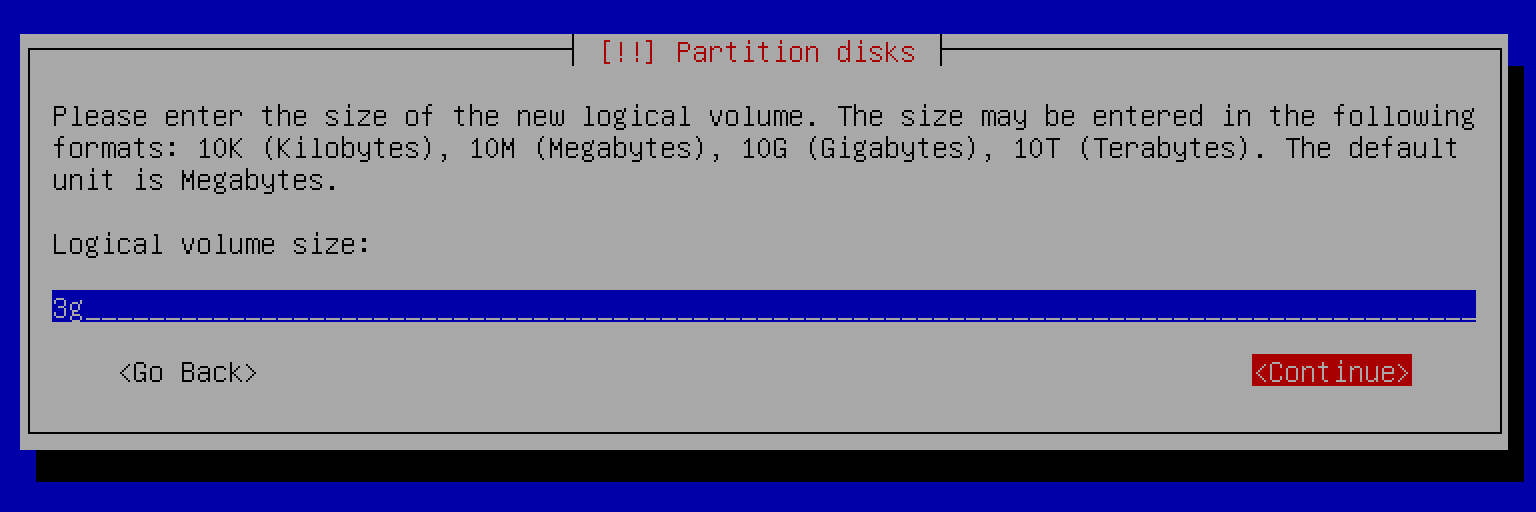 [!!] Partition disks
Please enter the size of the new logical volume. The size may be entered in the following
formats: 10K (Kilobytes), 10M (Megabytes), 10G (Gigabytes), 10T (Terabytes). The default
unit is Megabytes.
Logical volume size:
3g
<Go Back> <Continue>